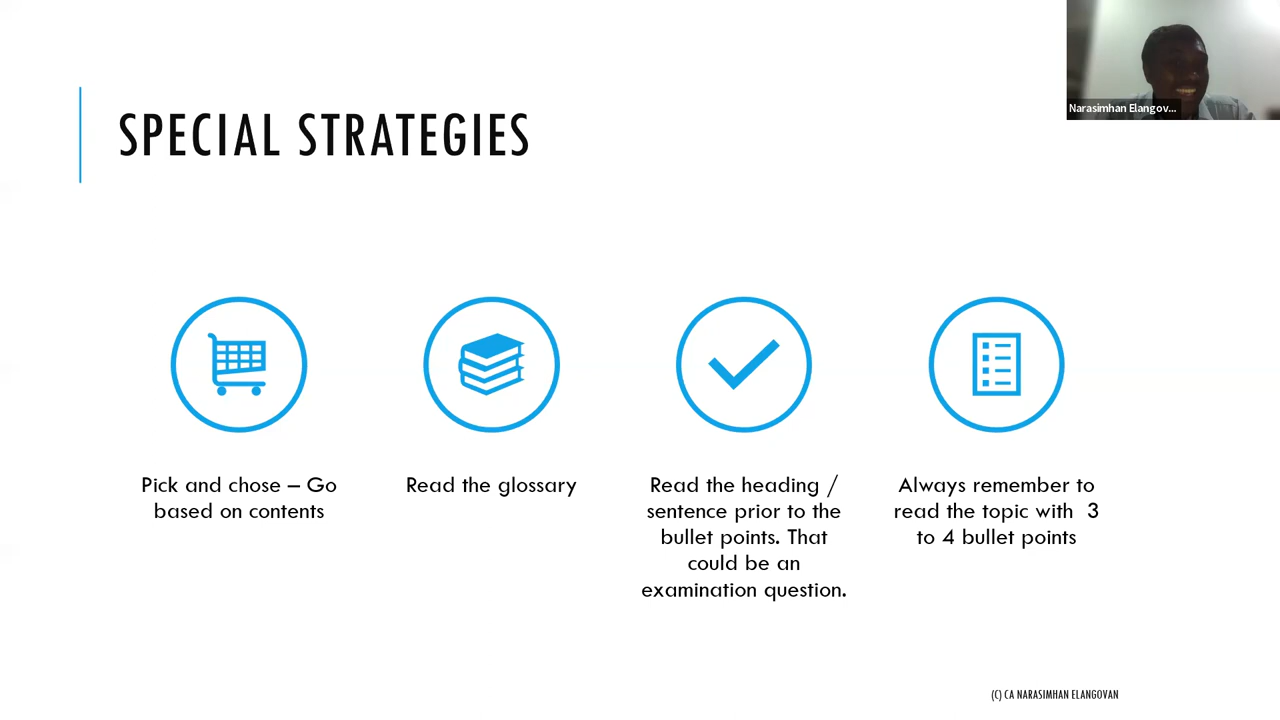 Narasimhan Elangov...
SPECIAL STRATEGIES
Pick and chose – Go
based on contents
Read the glossary
Read the heading /
sentence prior to the
bullet points. That
could be an
examination question.
Always remember to
read the topic with 3
to 4 bullet points
(C) CA NARASIMHAN ELANGOVAN